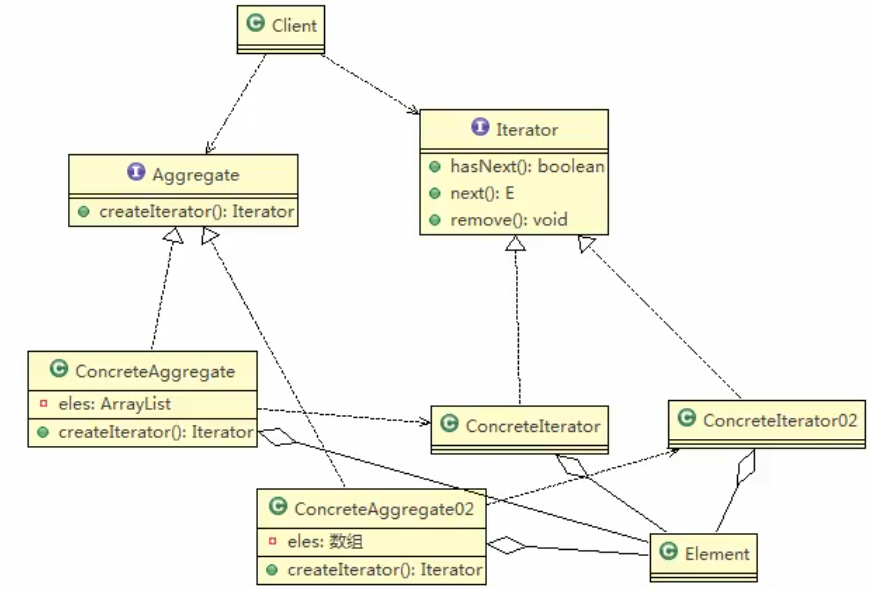 Client
Iterator
hasNext(): boolean
next(): E
remove(): void
Aggregate
createIterator(): Iterator
ConcreteAggregate
eles: ArrayList
createIterator(): Iterator
ConcreteIterator
ConcreteIterator02
ConcreteAggregate02
eles: 数组
createIterator(): Iterator
Element